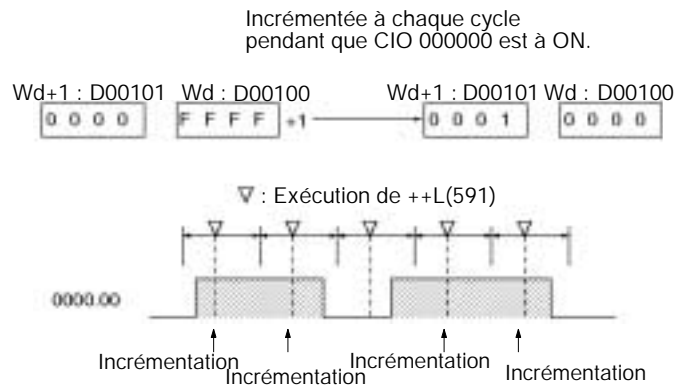 Incrémentée à chaque cycle
pendant que CIO 000000 est à ON.
Wd+1 : D00101 Wd : D00100 Wd+1 : D00101 Wd : D00100
0 0 0 0 F F F F +1 0 0 0 1 0 0 0 0
: Exécution de ++L(591)
0000.00
Incrémentation Incrémentation Incrémentation Incrémentation